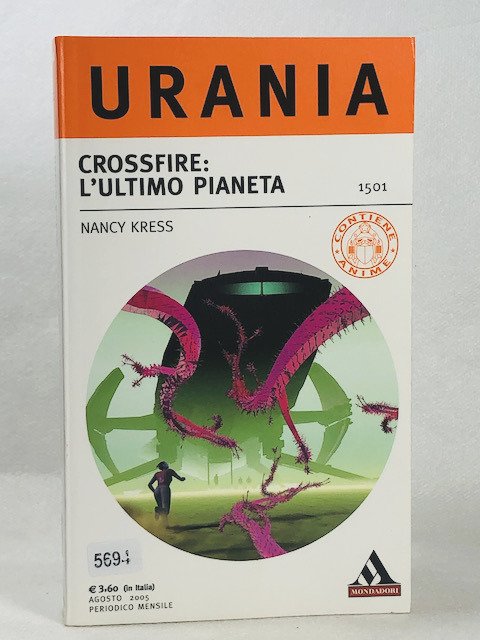 URANIA
CROSSFIRE:
L'ULTIMO PIANETA
1501
NANCY KRESS
CONTIENE
ANIME
569
€ 3,60 (in Italia)
AGOSTO 2005
PERIODICO MENSILE
MONDADORI